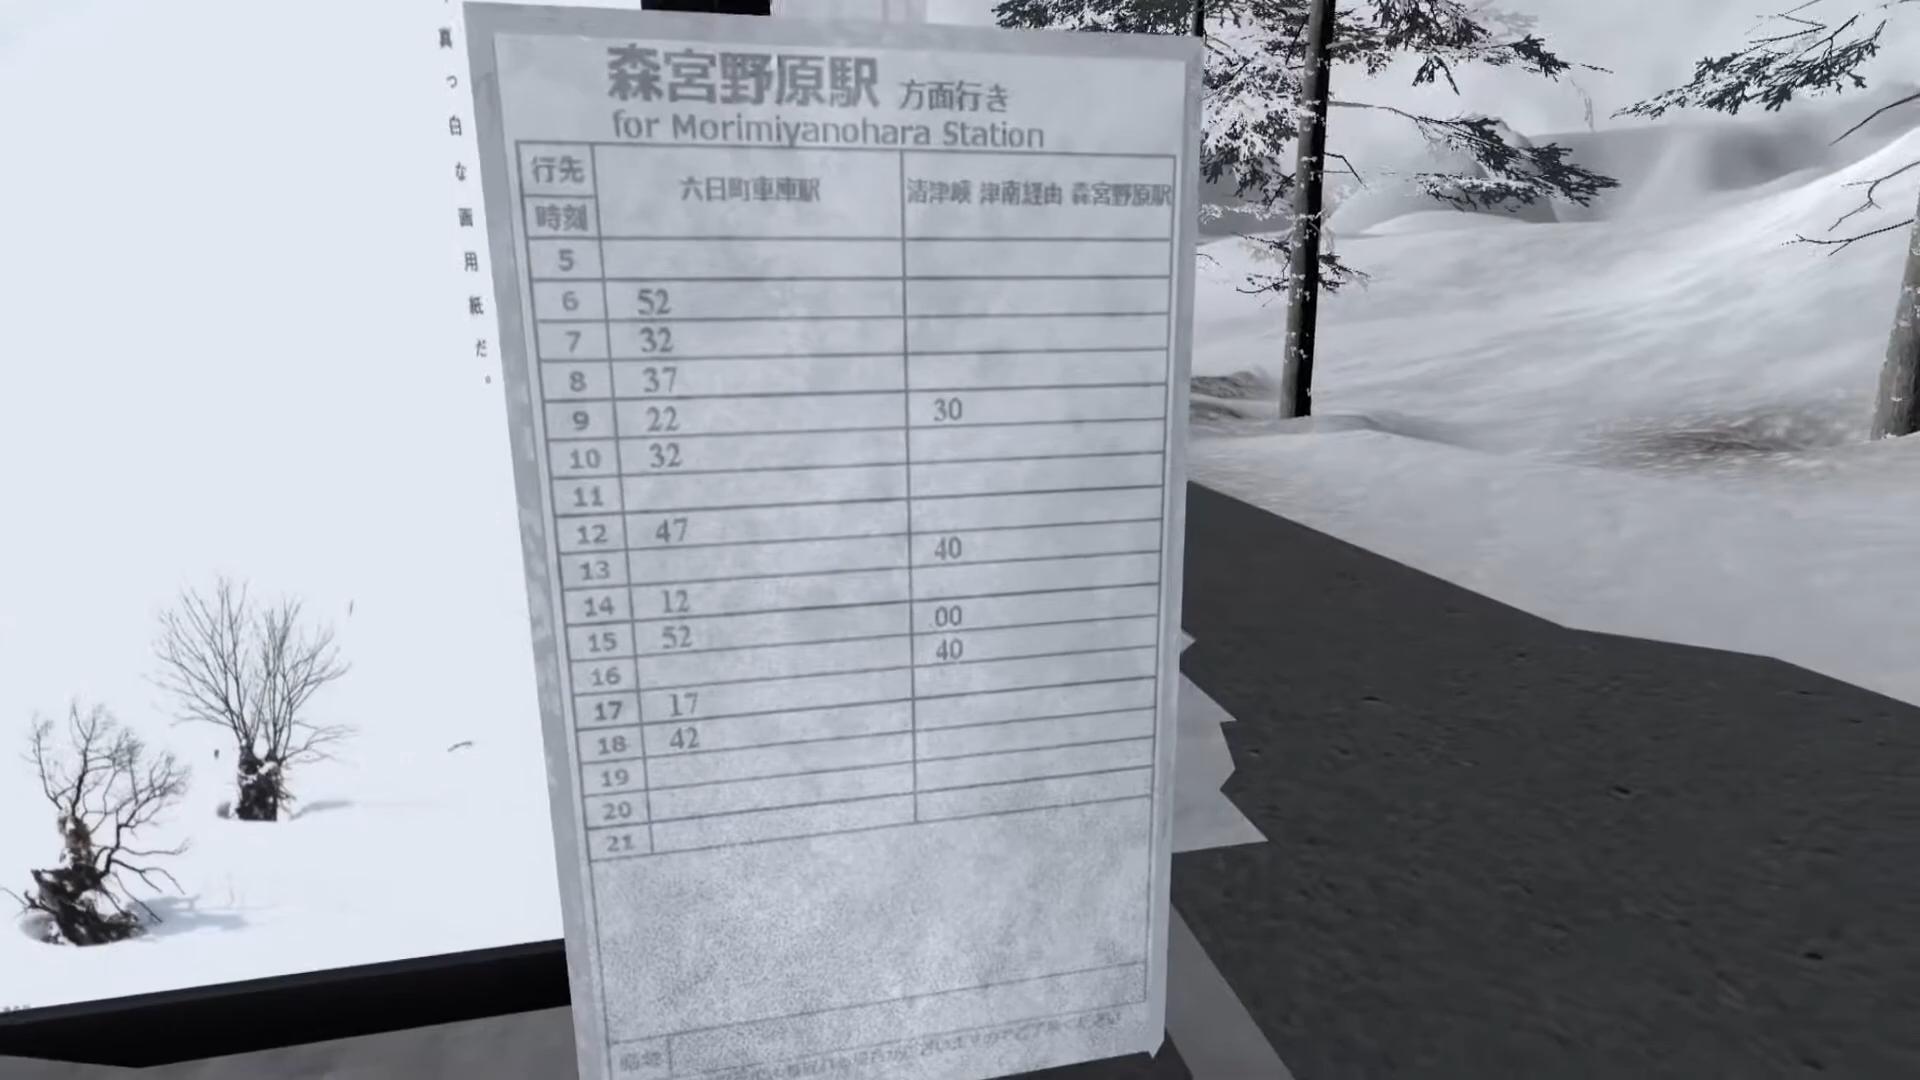 真っ白な画用紙だ。
森宮野原駅 方面行き
for Morimiyanohara Station
行先 六日町車庫駅 清津峡 津南経由 森宮野原駅
時刻
5
6 52
7 32
8 37
9 22 30
10 32
11
12 47
13 40
14 12
15 52 00
16 40
17 17
18 42
19
20
21